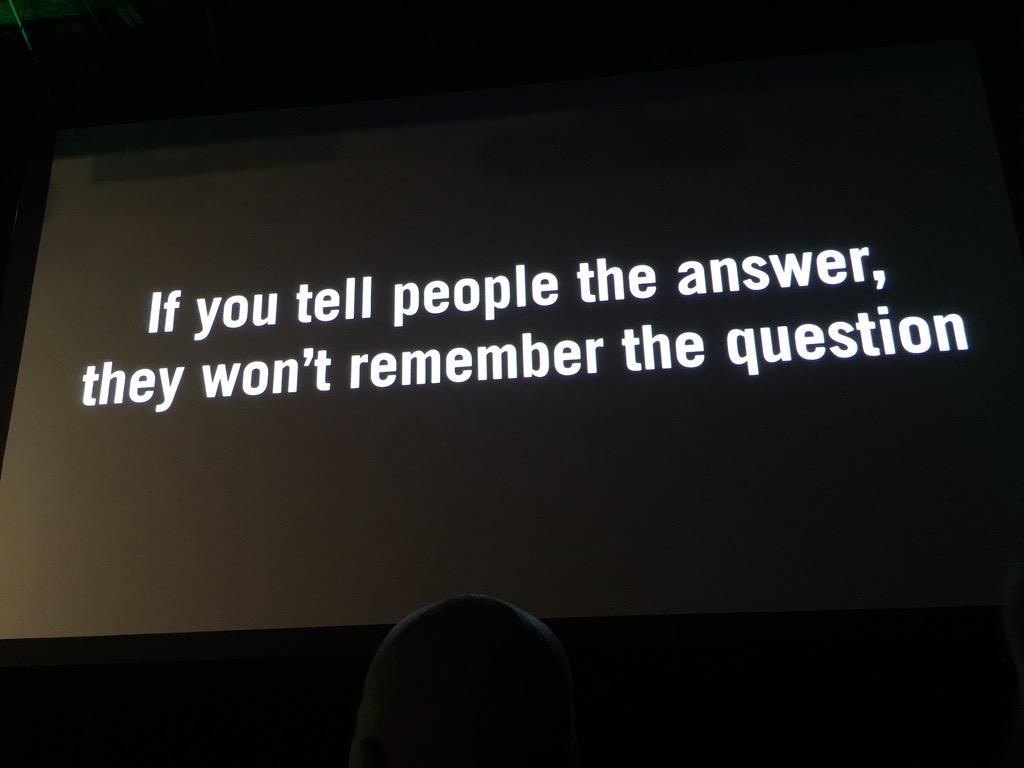 If you tell people the answer,
they won’t remember the question